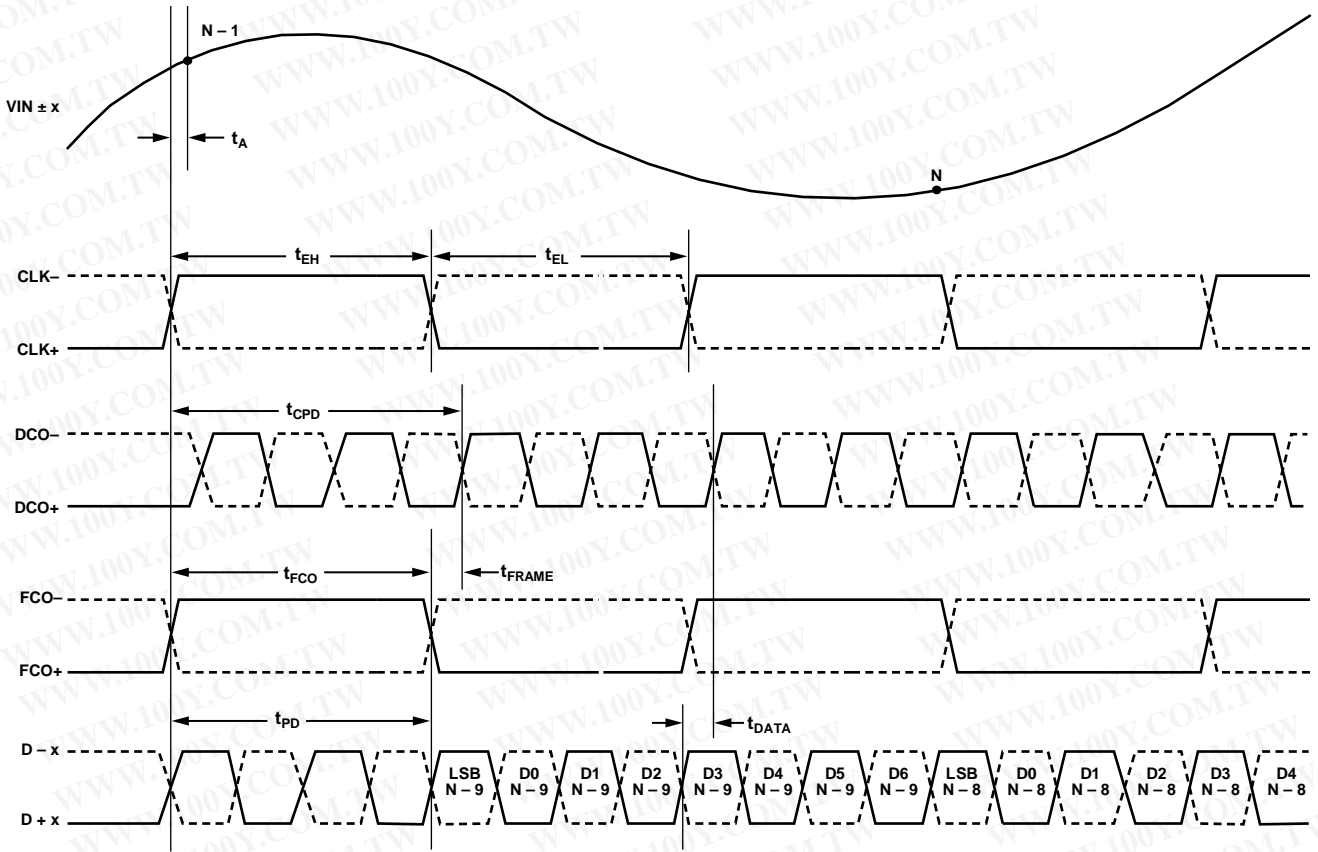 N – 1
VIN ± x
tA
N
tEH
tEL
CLK–
CLK+
tCPD
DCO–
DCO+
tFCO
tFRAME
FCO–
FCO+
tPD
tDATA
D – x
D + x
LSB D0 D1 D2 D3 D4 D5 D6 LSB D0 D1 D2 D3 D4
N – 9 N – 9 N – 9 N – 9 N – 9 N – 9 N – 9 N – 9 N – 8 N – 8 N – 8 N – 8 N – 8 N – 8
WWW.100Y.COM.TW